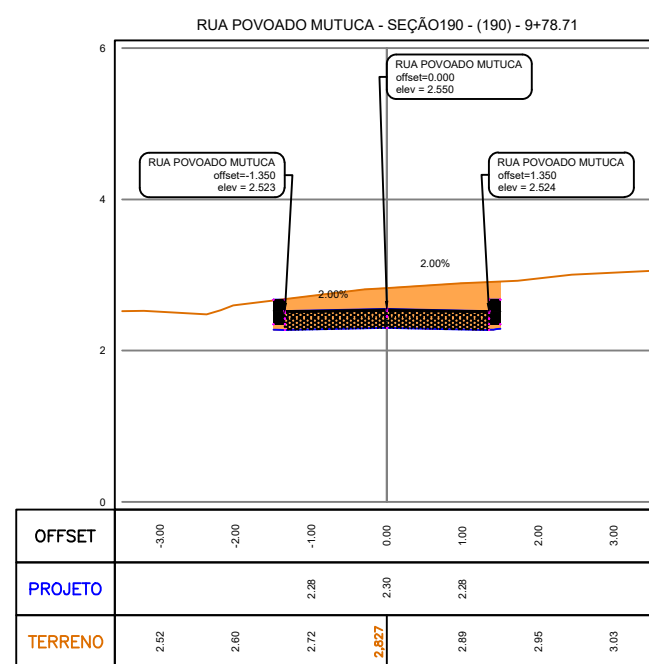 RUA POVOADO MUTUCA - SEÇÃO190 - (190) - 9+78.71
6
RUA POVOADO MUTUCA
offset=0.000
elev = 2.550
RUA POVOADO MUTUCA
offset=-1.350
elev = 2.523
RUA POVOADO MUTUCA
offset=1.350
elev = 2.524
4
2.00%
2.00%
2
0
OFFSET -3.00 -2.00 -1.00 0.00 1.00 2.00 3.00
PROJETO 2.28 2.30 2.28
TERRENO 2.52 2.60 2.72 2,827 2.89 2.95 3.03